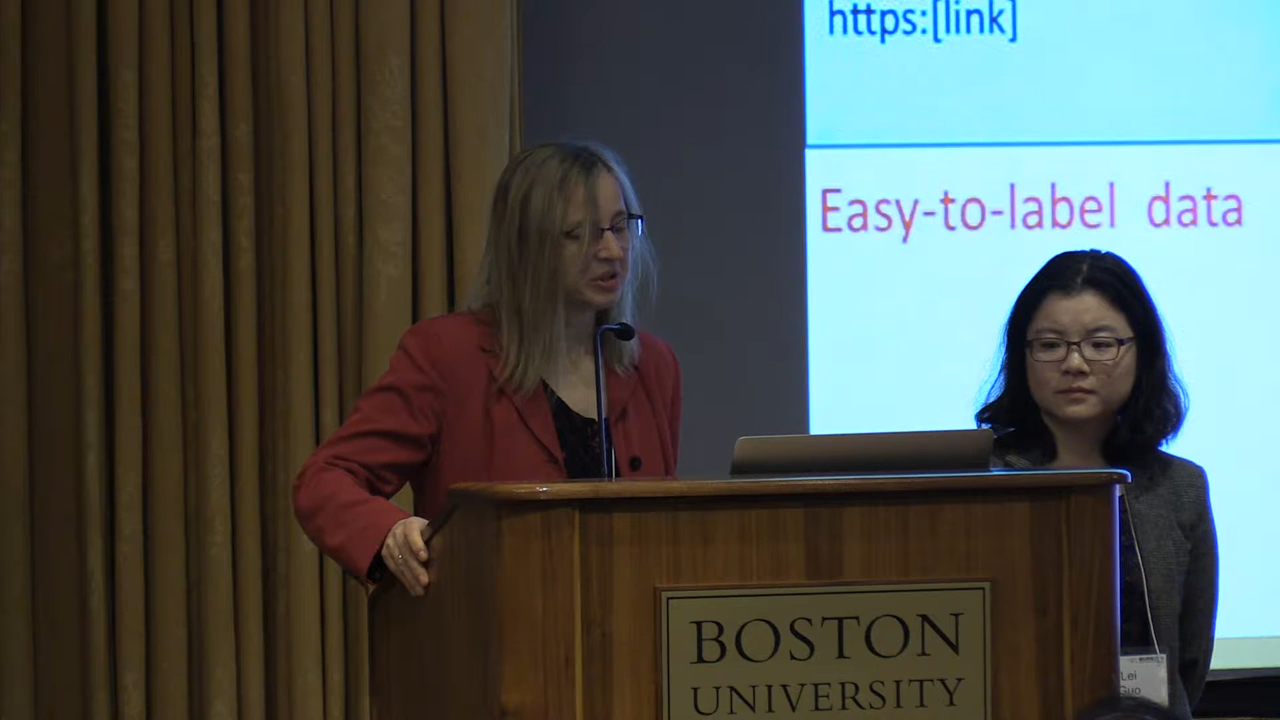 https:[link]
Easy-to-label data
BOSTON
UNIVERSITY
Lei
Guo